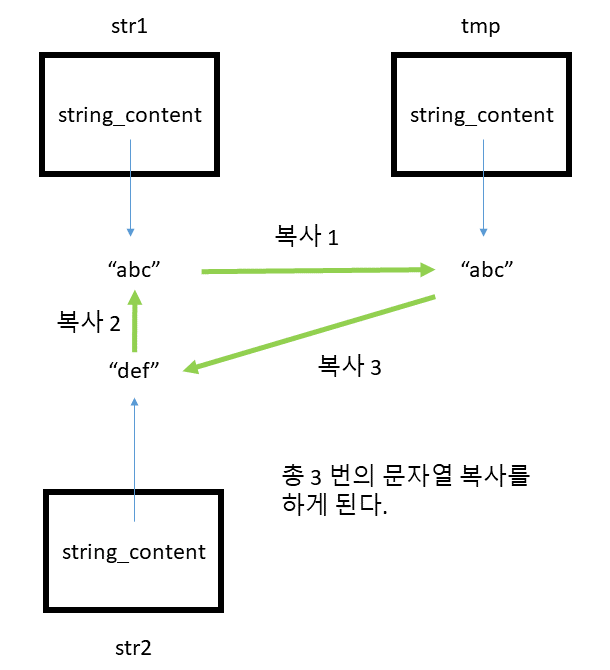 str1
tmp
string_content
string_content
복사 1
“abc”
“abc”
복사 2
복사 3
“def”
총 3 번의 문자열 복사를
하게 된다.
string_content
str2